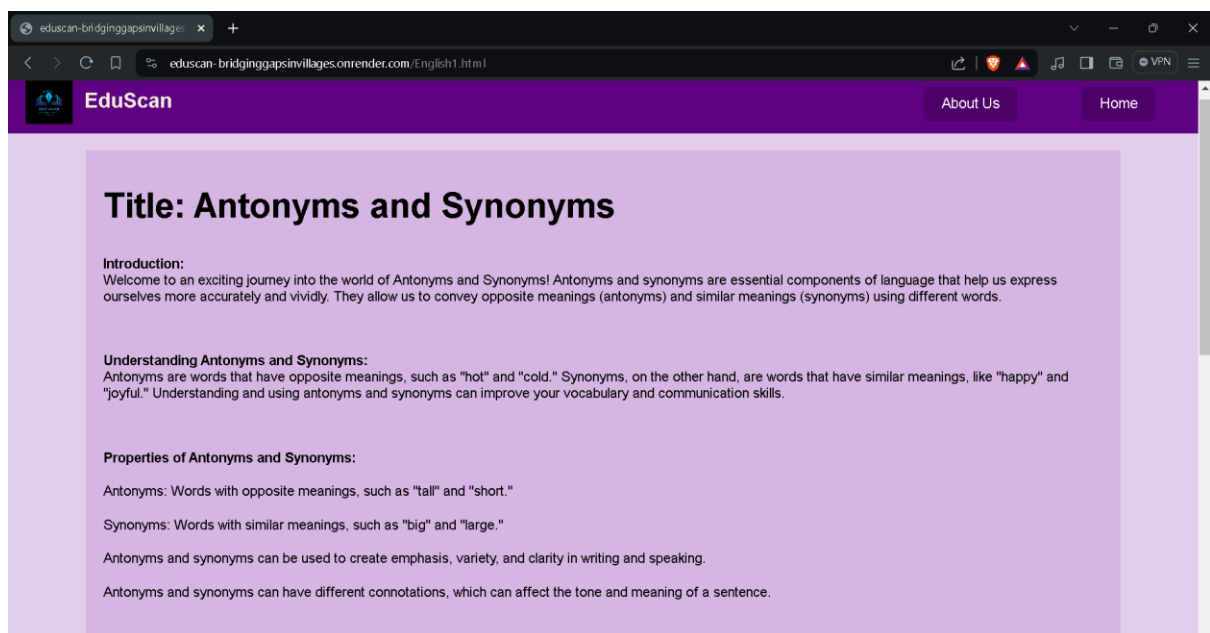 eduscan-bridginggapsinvillages
eduscan-bridginggapsinvillages.onrender.com/English1.html
VPN
EduScan
About Us
Home
Title: Antonyms and Synonyms
Introduction:
Welcome to an exciting journey into the world of Antonyms and Synonyms! Antonyms and synonyms are essential components of language that help us express
ourselves more accurately and vividly. They allow us to convey opposite meanings (antonyms) and similar meanings (synonyms) using different words.
Understanding Antonyms and Synonyms:
Antonyms are words that have opposite meanings, such as "hot" and "cold." Synonyms, on the other hand, are words that have similar meanings, like "happy" and
"joyful." Understanding and using antonyms and synonyms can improve your vocabulary and communication skills.
Properties of Antonyms and Synonyms:
Antonyms: Words with opposite meanings, such as "tall" and "short."
Synonyms: Words with similar meanings, such as "big" and "large."
Antonyms and synonyms can be used to create emphasis, variety, and clarity in writing and speaking.
Antonyms and synonyms can have different connotations, which can affect the tone and meaning of a sentence.